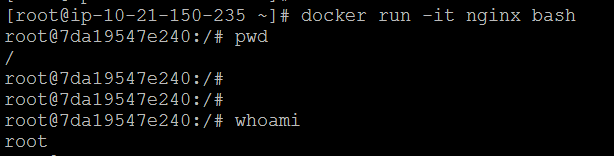 [root@ip-10-21-150-235 ~]# docker run -it nginx bash
root@7da19547e240:/# pwd
/
root@7da19547e240:/#
root@7da19547e240:/#
root@7da19547e240:/# whoami
root